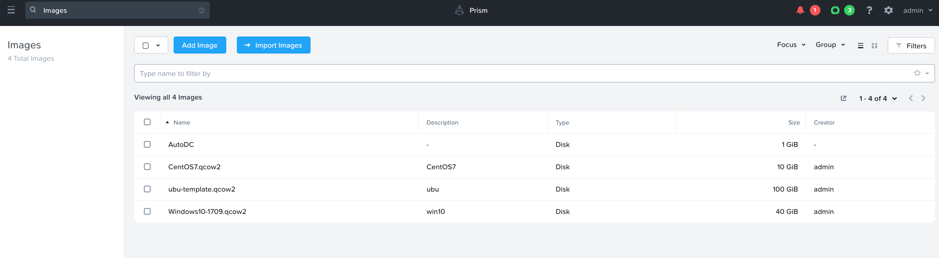 Images
Prism
1
3
?
admin
Images
4 Total Images
Add Image
Import Images
Focus
Group
Filters
Type name to filter by
Viewing all 4 Images
1 - 4 of 4
Name Description Type Size Creator
AutoDC - Disk 1 GiB -
CentOS7.qcow2 CentOS7 Disk 10 GiB admin
ubu-template.qcow2 ubu Disk 100 GiB admin
Windows10-1709.qcow2 win10 Disk 40 GiB admin